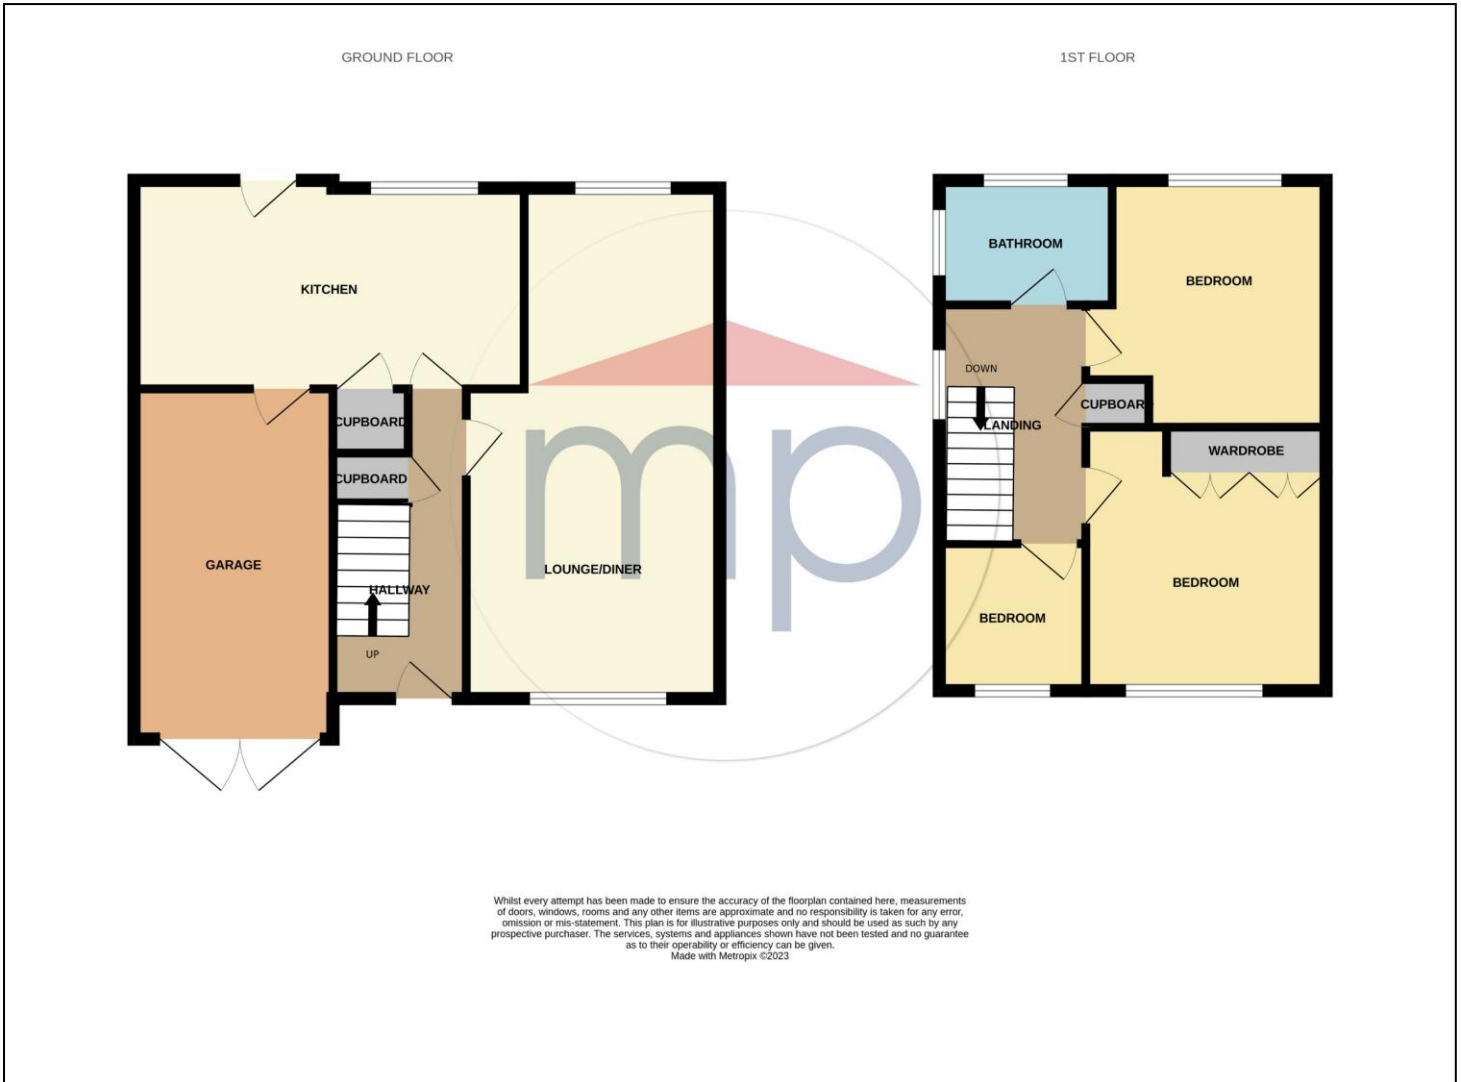 GROUND FLOOR
1ST FLOOR
KITCHEN
CUPBOARD
CUPBOARD
GARAGE
HALLWAY
UP
LOUNGE/DINER
BATHROOM
BEDROOM
DOWN
CUPBOARD
LANDING
WARDROBE
BEDROOM
BEDROOM
mp
Whilst every attempt has been made to ensure the accuracy of the floorplan contained here, measurements
of doors, windows, rooms and any other items are approximate and no responsibility is taken for any error,
omission or mis-statement. This plan is for illustrative purposes only and should be used as such by any
prospective purchaser. The services, systems and appliances shown have not been tested and no guarantee
as to their operability or efficiency can be given.
Made with Metropix ©2023